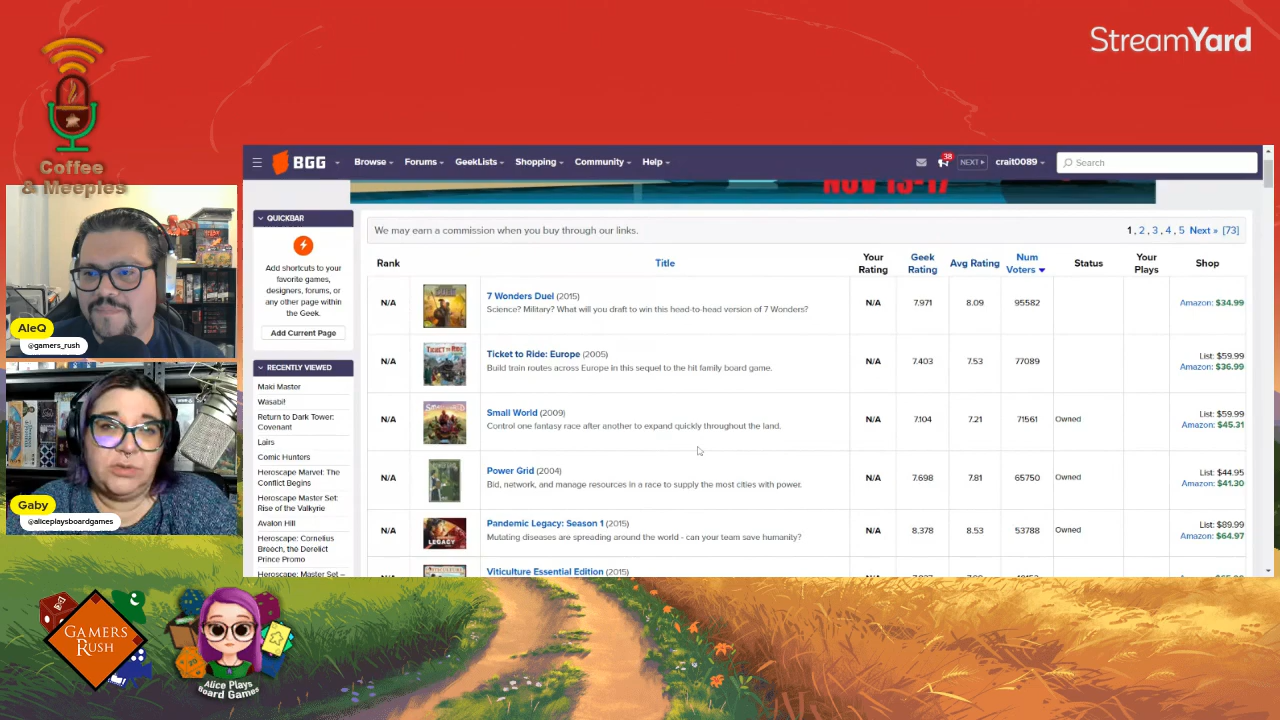 StreamYard
Coffee
& Meeples
BGG
Browse
Forums
GeekLists
Shopping
Community
Help
38
NEXT
crait0089
Search
NOV 13-17
QUICKBAR
Add shortcuts to your
favorite games,
designers, forums, or
any other page within
the Geek.
Add Current Page
RECENTLY VIEWED
Maki Master
Wasabi!
Return to Dark Tower:
Covenant
Lairs
Comic Hunters
Heroscape Marvel: The
Conflict Begins
Heroscape Master Set:
Rise of the Valkyrie
Avalon Hill
Heroscape: Cornelius
Breech, the Derelict
Prince Promo
Heroscape: Master Set –
We may earn a commission when you buy through our links.
1 , 2 , 3 , 4 , 5 Next » [73]
Rank
Title
Your Rating
Geek Rating
Avg Rating
Num Voters
Status
Your Plays
Shop
N/A
7 Wonders Duel (2015)
Science? Military? What will you draft to win this head-to-head version of 7 Wonders?
N/A
7.971
8.09
95582
Amazon: $34.99
N/A
Ticket to Ride: Europe (2005)
Build train routes across Europe in this sequel to the hit family board game.
N/A
7.403
7.53
77089
List: $59.99
Amazon: $36.99
N/A
Small World (2009)
Control one fantasy race after another to expand quickly throughout the land.
N/A
7.104
7.21
71561
Owned
List: $59.99
Amazon: $45.31
N/A
Power Grid (2004)
Bid, network, and manage resources in a race to supply the most cities with power.
N/A
7.698
7.81
65750
Owned
List: $44.95
Amazon: $41.30
N/A
Pandemic Legacy: Season 1 (2015)
Mutating diseases are spreading around the world - can your team save humanity?
N/A
8.378
8.53
53788
Owned
List: $89.99
Amazon: $64.97
Viticulture Essential Edition (2015)
AleQ
@gamers_rush
Gaby
@aliceplaysboardgames
GAMERS
RUSH
Alice Plays
Board Games